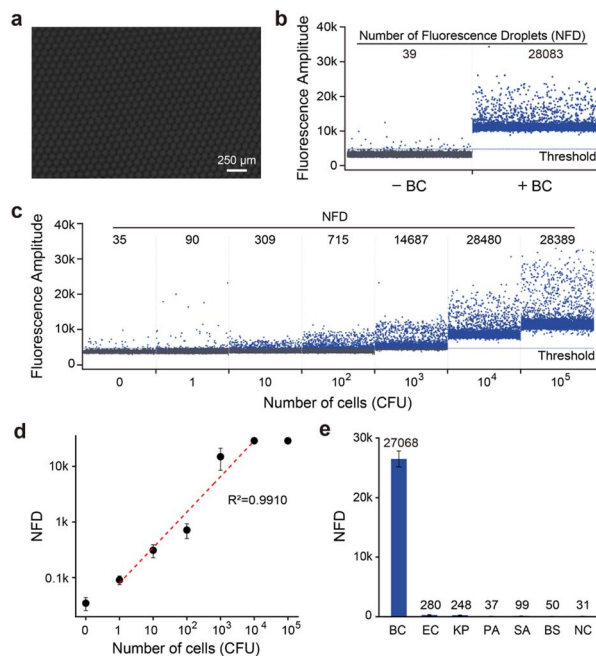 a
250 µm
b
Number of Fluorescence Droplets (NFD)
39 28083
Fluorescence Amplitude
40k
30k
20k
10k
0
Threshold
− BC + BC
c
NFD
35 90 309 715 14687 28480 28389
Fluorescence Amplitude
40k
30k
20k
10k
0
Threshold
0 1 10 10² 10³ 10⁴ 10⁵
Number of cells (CFU)
d
NFD
10k
1k
0.1k
R²=0.9910
0 1 10 10² 10³ 10⁴ 10⁵
Number of cells (CFU)
e
NFD
30k
20k
10k
0
27068
280 248 37 99 50 31
BC EC KP PA SA BS NC